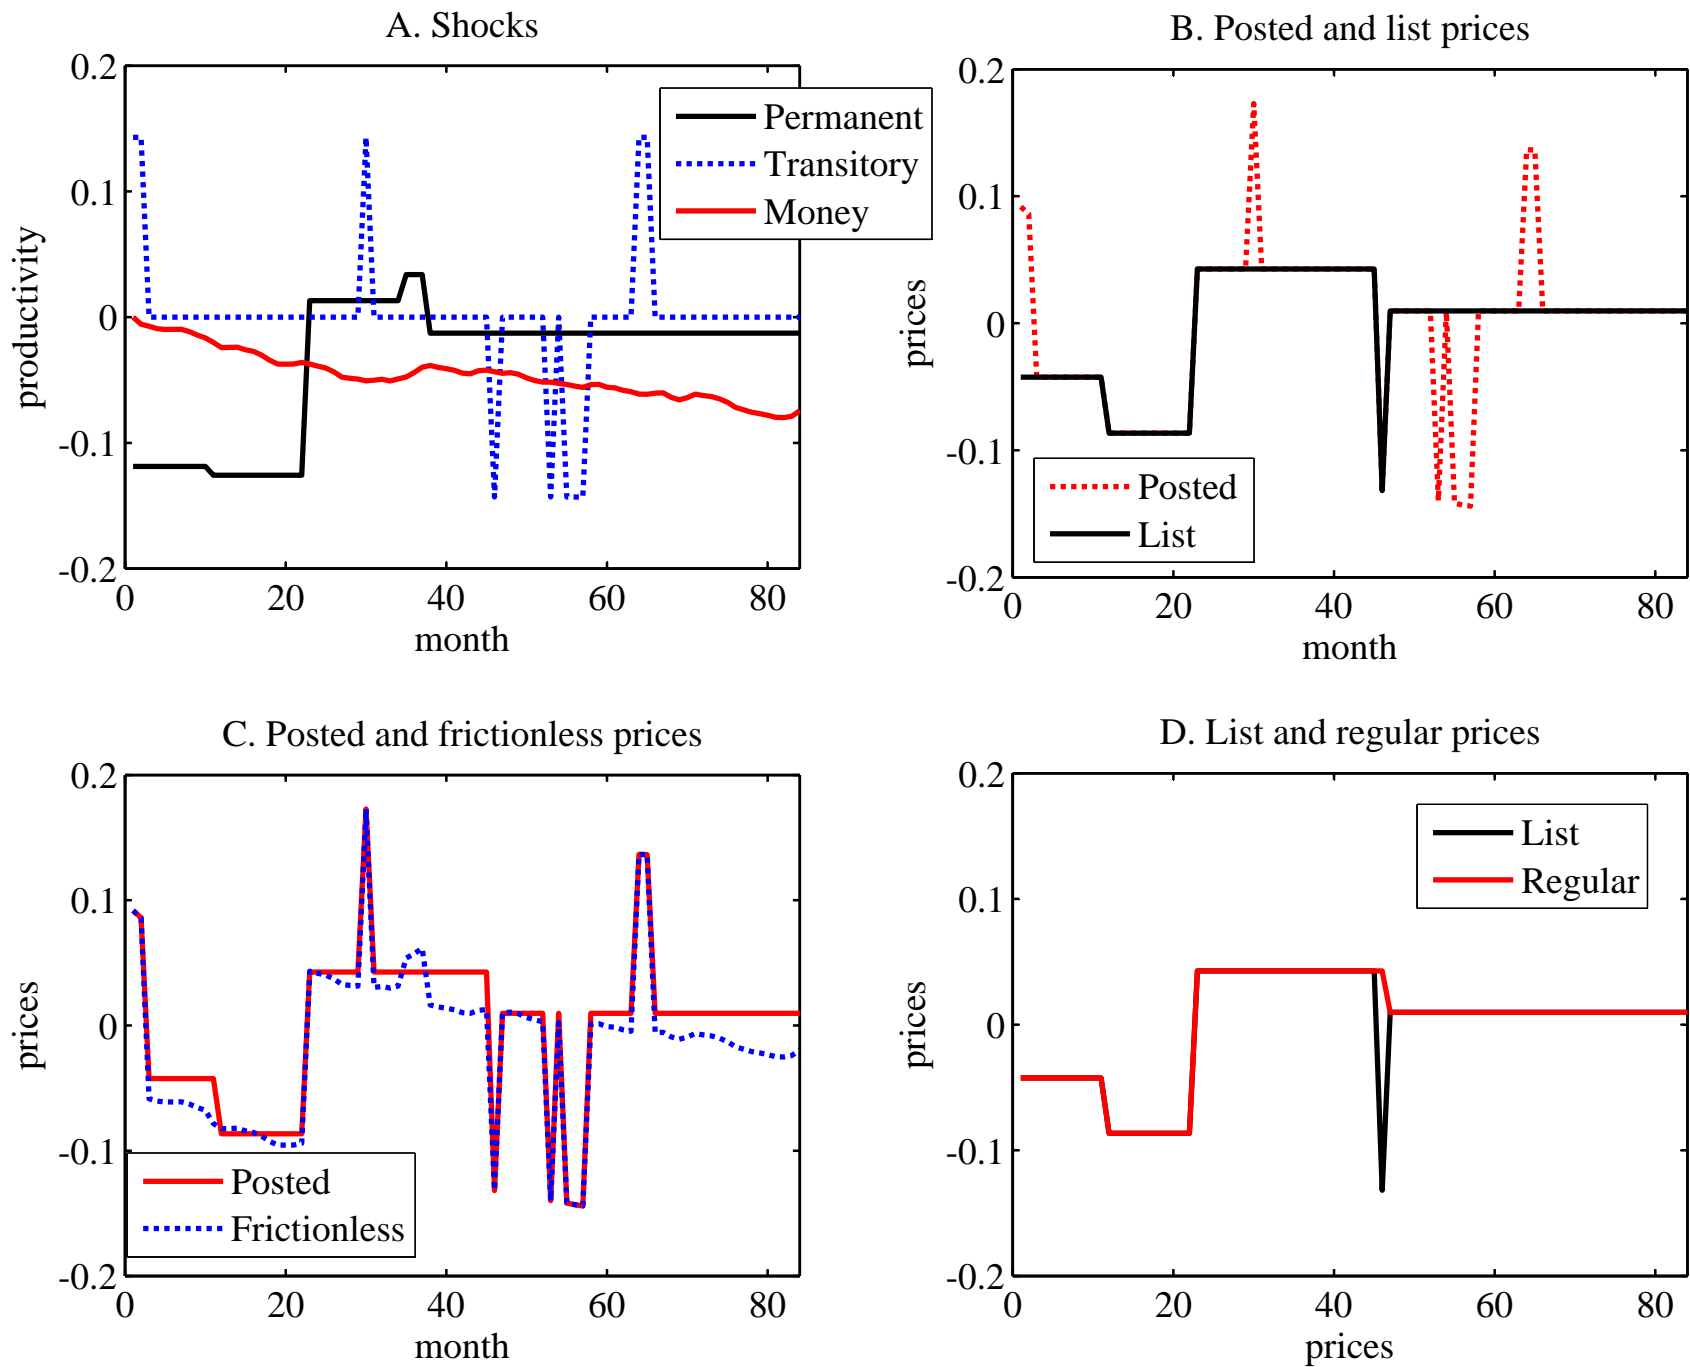 A. Shocks
0.2
0.1
0
-0.1
-0.2
productivity
Permanent
Transitory
Money
0 20 40 60 80
month
B. Posted and list prices
0.2
0.1
0
-0.1
-0.2
prices
Posted
List
0 20 40 60 80
month
C. Posted and frictionless prices
0.2
0.1
0
-0.1
-0.2
prices
Posted
Frictionless
0 20 40 60 80
month
D. List and regular prices
0.2
0.1
0
-0.1
-0.2
prices
List
Regular
0 20 40 60 80
prices